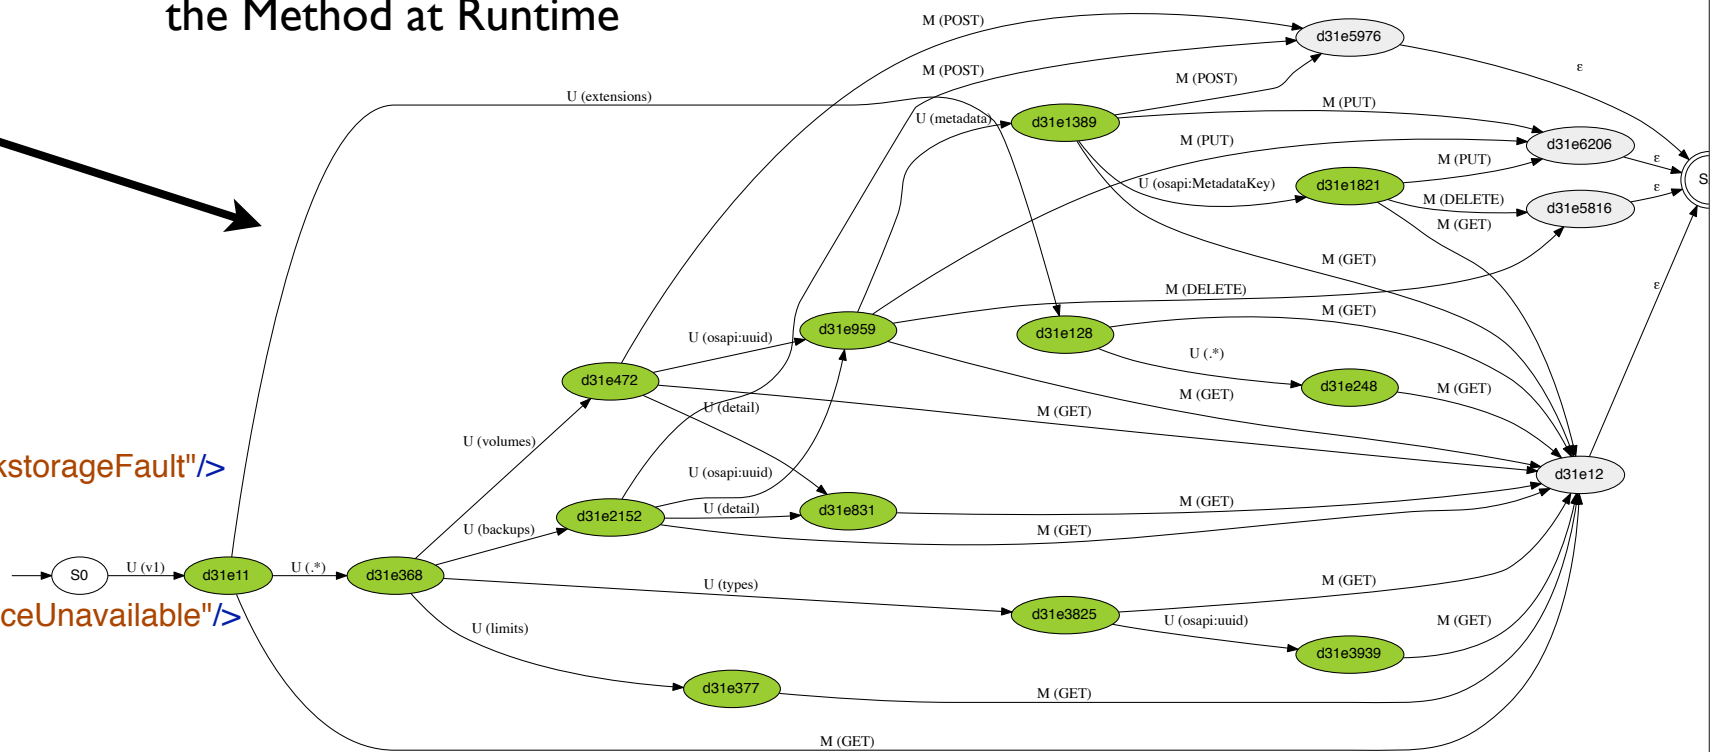 the Method at Runtime
M (POST)
d31e5976
ε
M (POST)
M (POST)
U (extensions)
M (PUT)
U (metadata)
d31e1389
M (PUT)
d31e6206
M (PUT)
ε
U (osapi:MetadataKey)
d31e1821
S
ε
M (DELETE)
d31e5816
M (GET)
M (GET)
M (DELETE)
ε
M (GET)
U (osapi:uuid)
d31e959
d31e128
U (.*)
d31e472
d31e248
M (GET)
M (GET)
U (detail)
M (GET)
U (volumes)
kstorageFault"/>
U (osapi:uuid)
d31e12
d31e2152
U (detail)
d31e831
M (GET)
U (backups)
M (GET)
S0
U (v1)
d31e11
U (.*)
d31e368
U (types)
M (GET)
ceUnavailable"/>
d31e3825
U (osapi:uuid)
M (GET)
U (limits)
d31e3939
d31e377
M (GET)
M (GET)